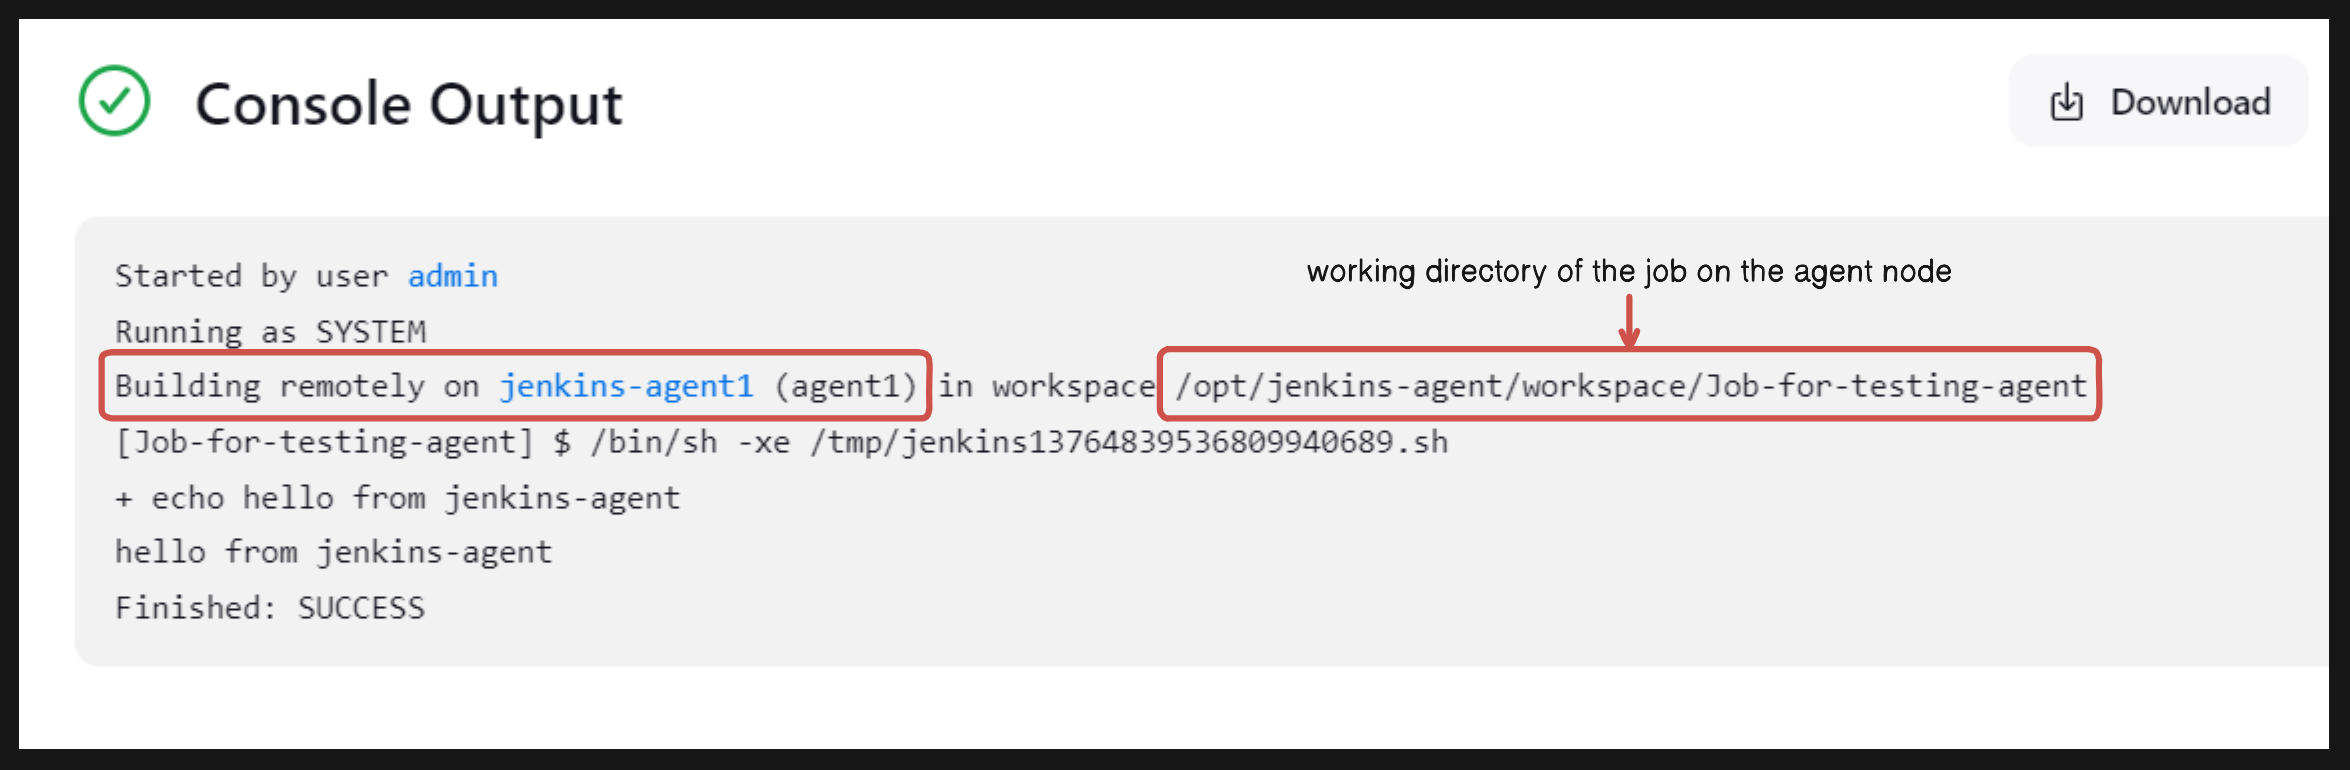 Console Output
Download
Started by user admin
working directory of the job on the agent node
Running as SYSTEM
Building remotely on jenkins-agent1 (agent1) in workspace /opt/jenkins-agent/workspace/Job-for-testing-agent
[Job-for-testing-agent] $ /bin/sh -xe /tmp/jenkins13764839536809940689.sh
+ echo hello from jenkins-agent
hello from jenkins-agent
Finished: SUCCESS